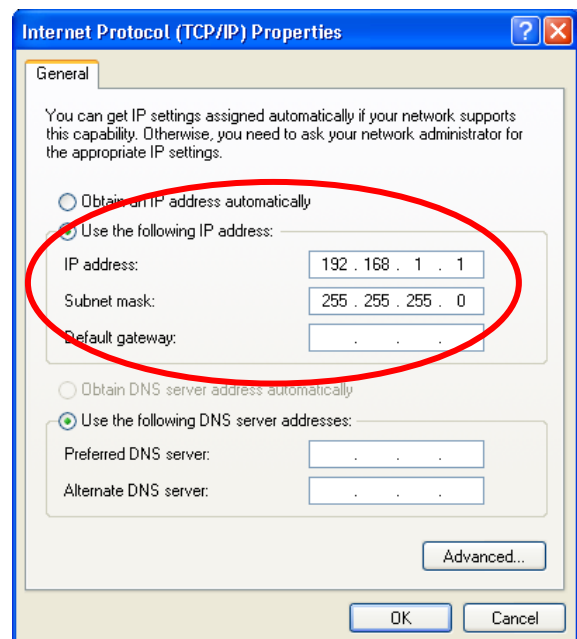 Internet Protocol (TCP/IP) Properties
General
You can get IP settings assigned automatically if your network supports
this capability. Otherwise, you need to ask your network administrator for
the appropriate IP settings.
Obtain an IP address automatically
Use the following IP address:
IP address: 192 . 168 . 1 . 1
Subnet mask: 255 . 255 . 255 . 0
Default gateway: . . .
Obtain DNS server address automatically
Use the following DNS server addresses:
Preferred DNS server: . . .
Alternate DNS server: . . .
Advanced...
OK Cancel